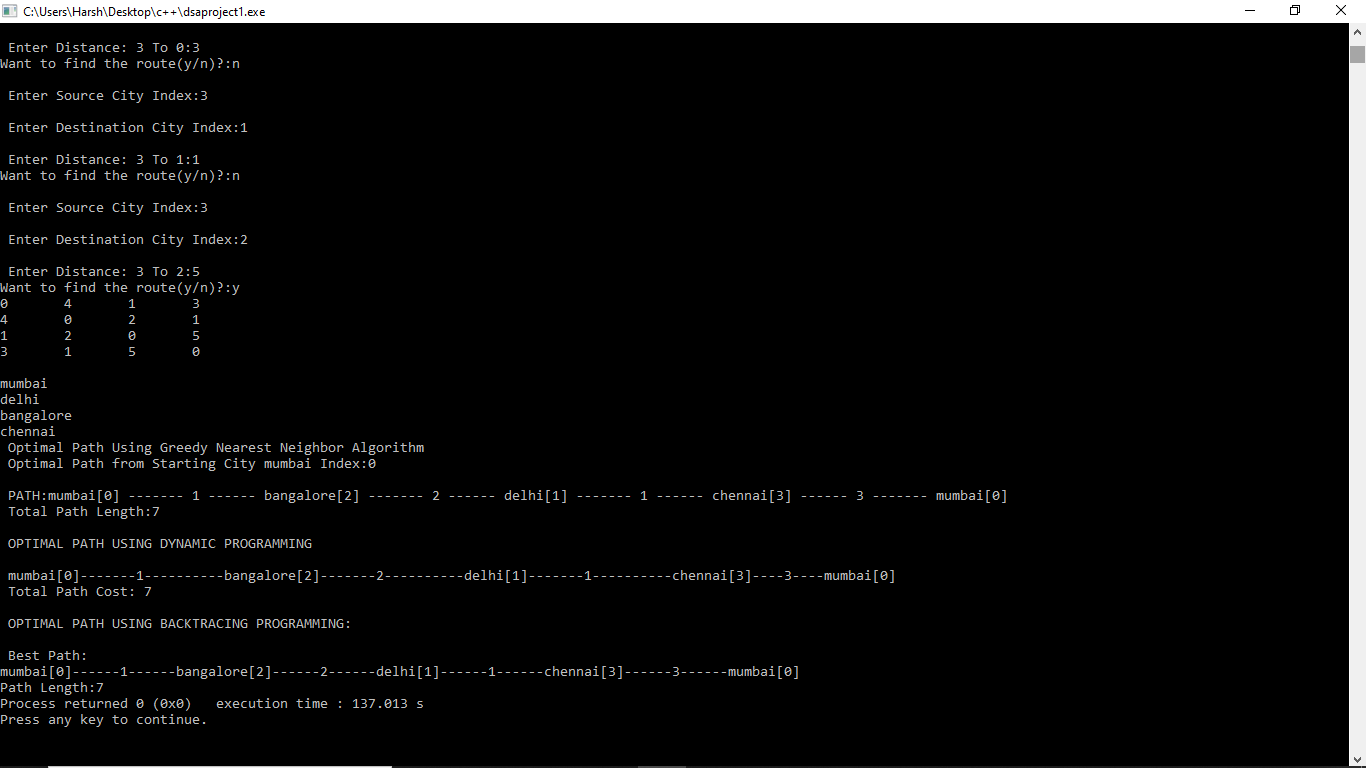 C:\Users\Harsh\Desktop\c++\dsaproject1.exe
Enter Distance: 3 To 0:3
Want to find the route(y/n)?:n
Enter Source City Index:3
Enter Destination City Index:1
Enter Distance: 3 To 1:1
Want to find the route(y/n)?:n
Enter Source City Index:3
Enter Destination City Index:2
Enter Distance: 3 To 2:5
Want to find the route(y/n)?:y
0 4 1 3
4 0 2 1
1 2 0 5
3 1 5 0
mumbai
delhi
bangalore
chennai
Optimal Path Using Greedy Nearest Neighbor Algorithm
Optimal Path from Starting City mumbai Index:0
PATH:mumbai[0] ------- 1 ------ bangalore[2] ------- 2 ------ delhi[1] ------- 1 ------ chennai[3] ------ 3 ------- mumbai[0]
Total Path Length:7
OPTIMAL PATH USING DYNAMIC PROGRAMMING
mumbai[0]-------1----------bangalore[2]-------2----------delhi[1]-------1----------chennai[3]----3----mumbai[0]
Total Path Cost: 7
OPTIMAL PATH USING BACKTRACING PROGRAMMING:
Best Path:
mumbai[0]------1------bangalore[2]------2------delhi[1]------1------chennai[3]------3------mumbai[0]
Path Length:7
Process returned 0 (0x0)   execution time : 137.013 s
Press any key to continue.